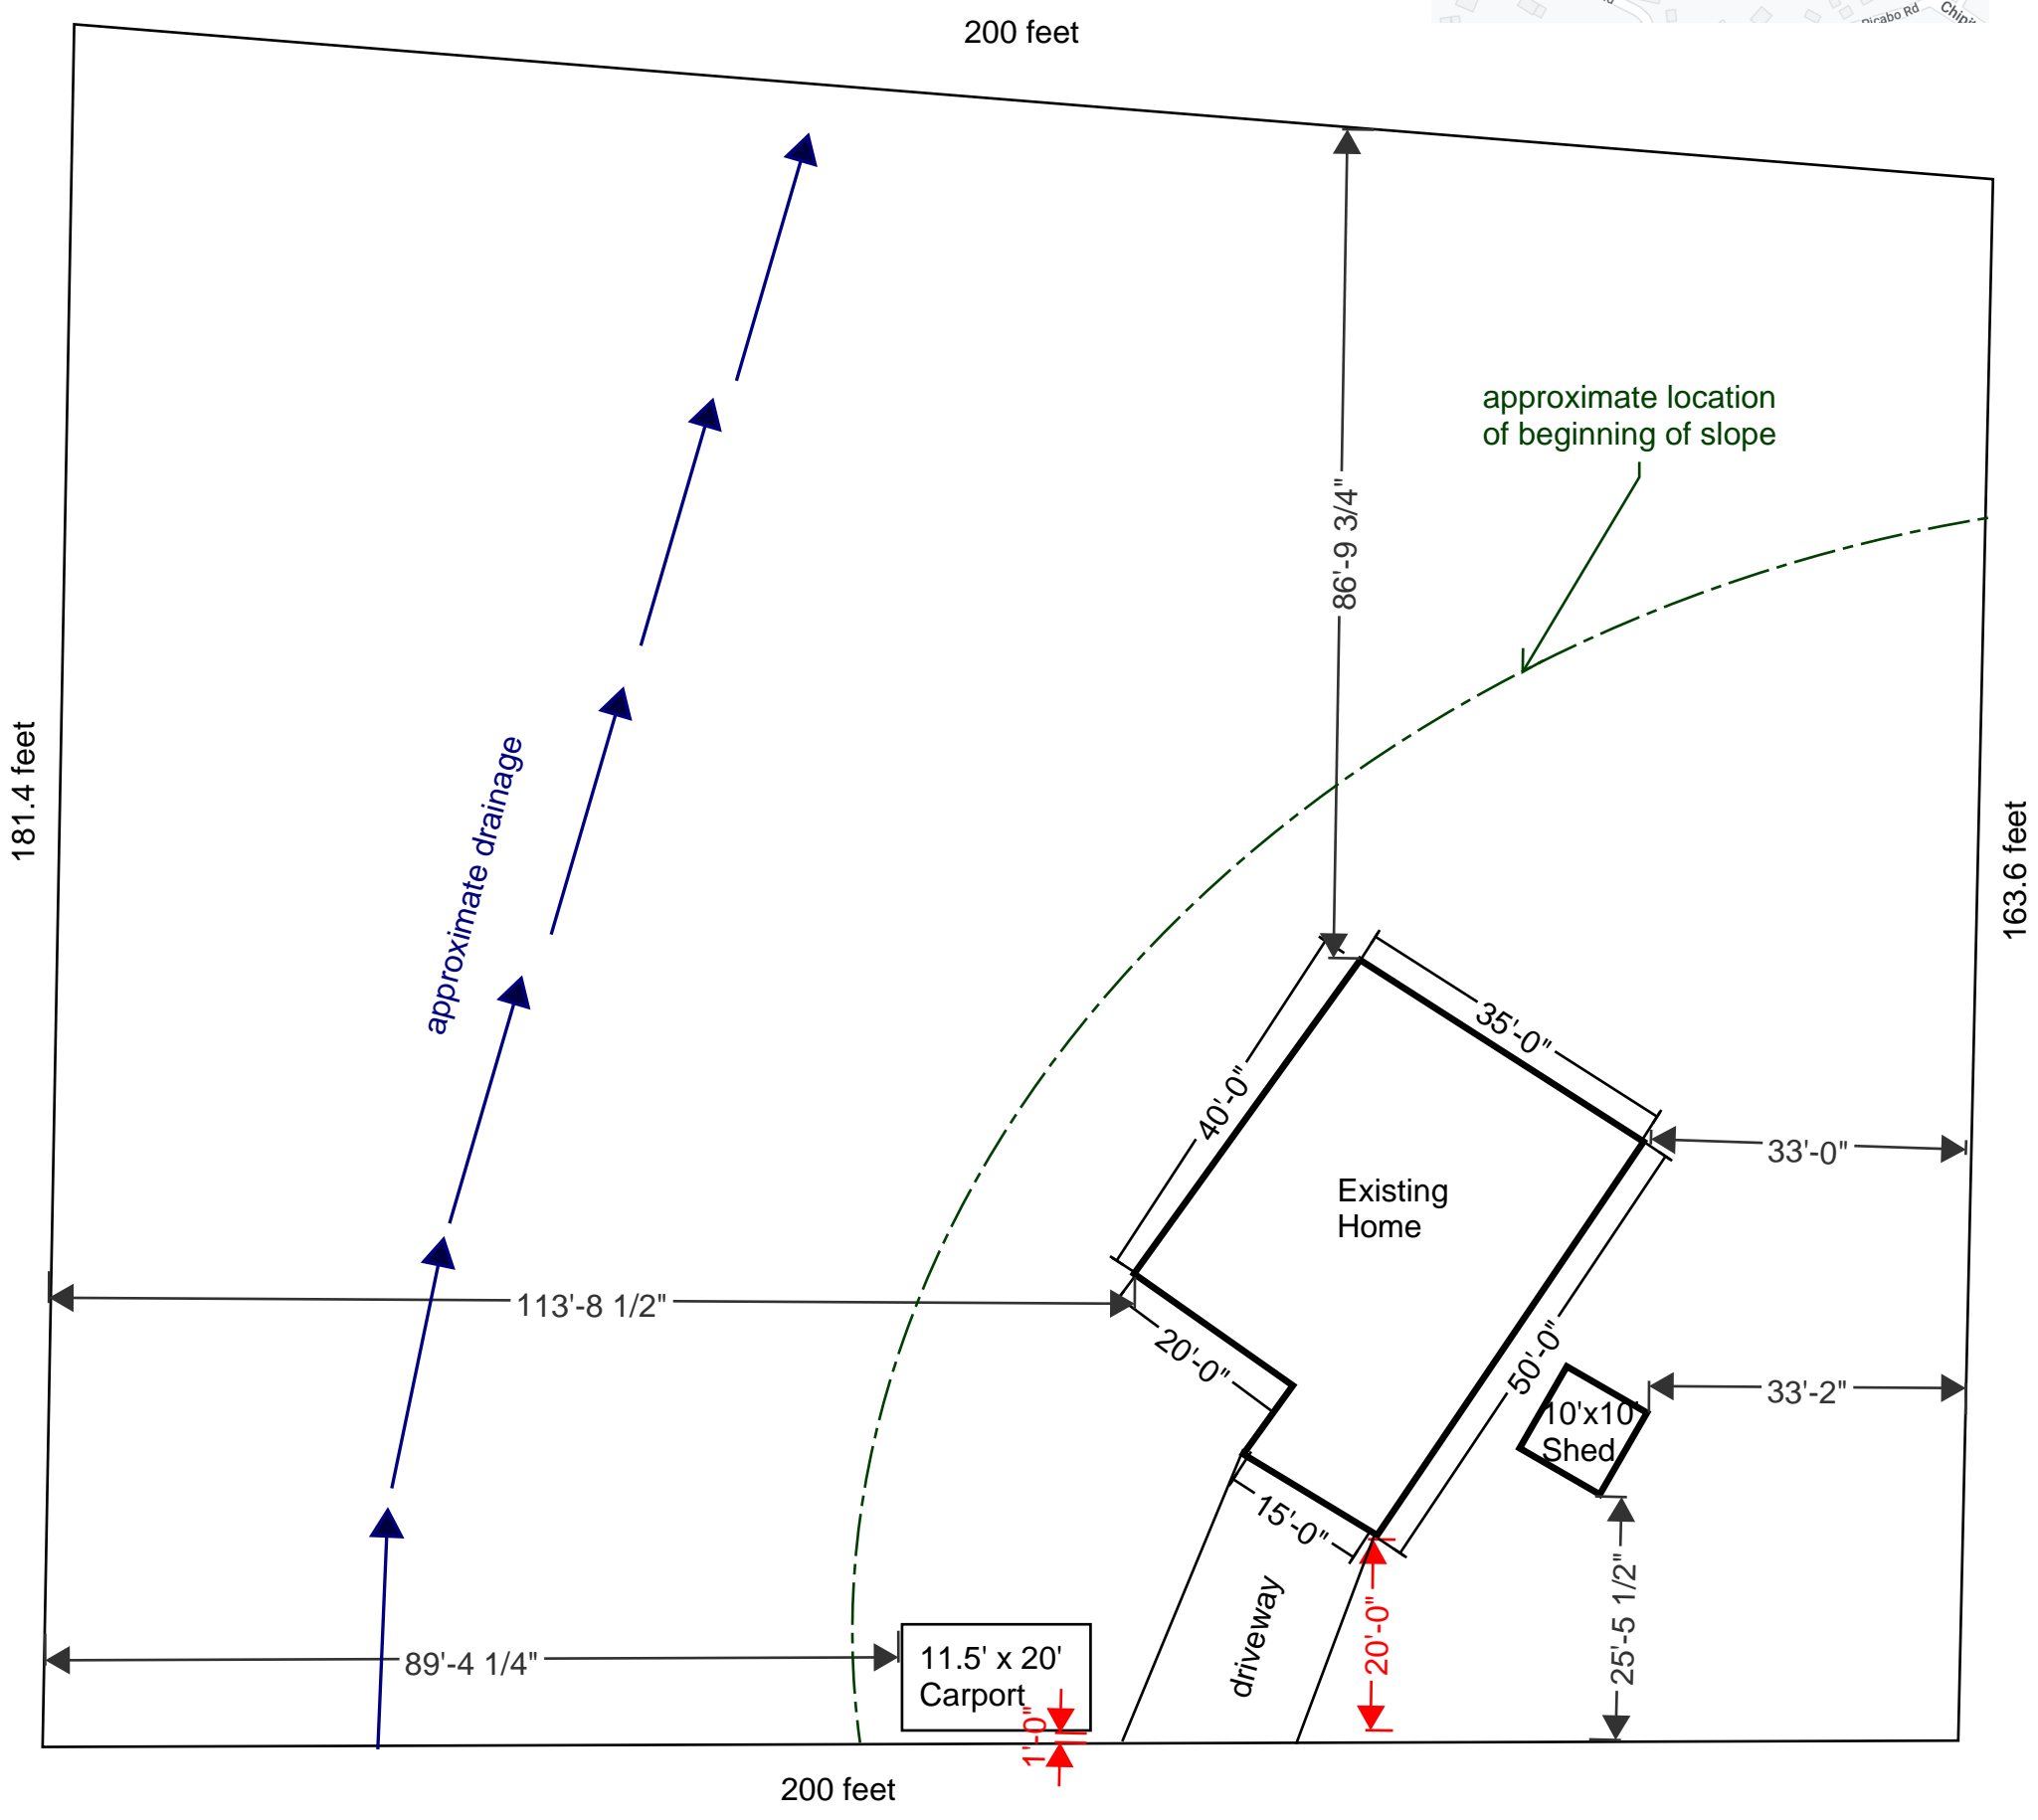 Picabo Rd
200 feet
approximate location
of beginning of slope
86'-9 3/4"
181.4 feet
approximate drainage
163.6 feet
35'-0"
40'-0"
33'-0"
Existing
Home
113'-8 1/2"
20'-0"
50'-0"
33'-2"
10'x10'
Shed
15'-0"
driveway
20'-0"
25'-5 1/2"
89'-4 1/4"
11.5' x 20'
Carport
1'-0"
200 feet